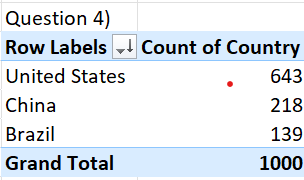 Question 4)
Row Labels Count of Country
United States 643
China 218
Brazil 139
Grand Total 1000